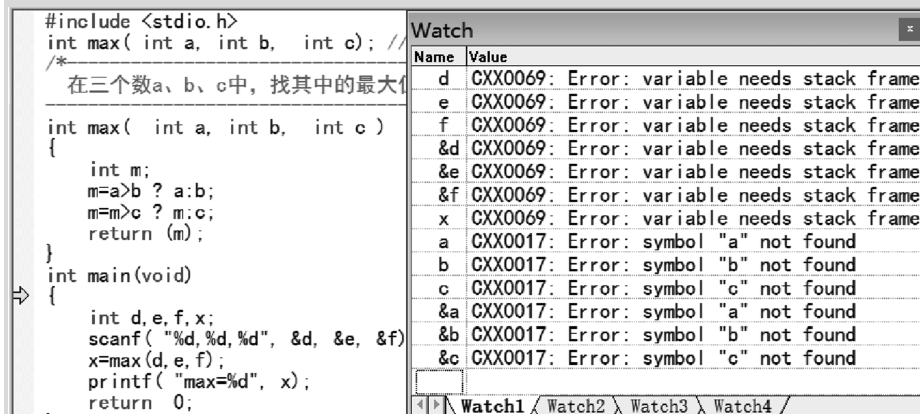 #include <stdio.h>
int max( int a, int b, int c); //
/*
在三个数a、b、c中，找其中的最大
int max( int a, int b, int c )
{
int m;
m=a>b ? a:b;
m=m>c ? m:c;
return (m);
}
int main(void)
{
int d,e,f,x;
scanf( "%d,%d,%d", &d, &e, &f)
x=max(d,e,f);
printf( "max=%d", x);
return 0;
Watch
Name Value
d CXX0069: Error: variable needs stack frame
e CXX0069: Error: variable needs stack frame
f CXX0069: Error: variable needs stack frame
&d CXX0069: Error: variable needs stack frame
&e CXX0069: Error: variable needs stack frame
&f CXX0069: Error: variable needs stack frame
x CXX0069: Error: variable needs stack frame
a CXX0017: Error: symbol "a" not found
b CXX0017: Error: symbol "b" not found
c CXX0017: Error: symbol "c" not found
&a CXX0017: Error: symbol "a" not found
&b CXX0017: Error: symbol "b" not found
&c CXX0017: Error: symbol "c" not found
Watch1 Watch2 Watch3 Watch4